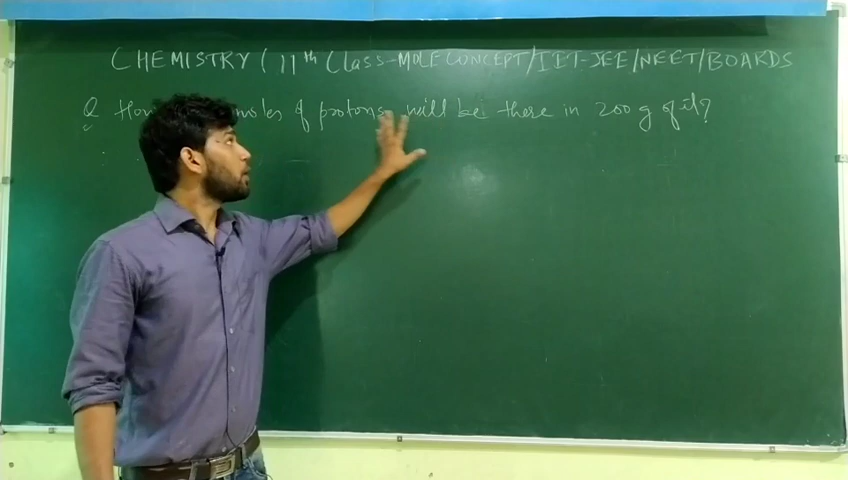 CHEMISTRY ( 11th Class-MOLE CONCEPT/IIT-JEE/NEET/BOARDS
Q How moles of protons will be there in 200 g of it?